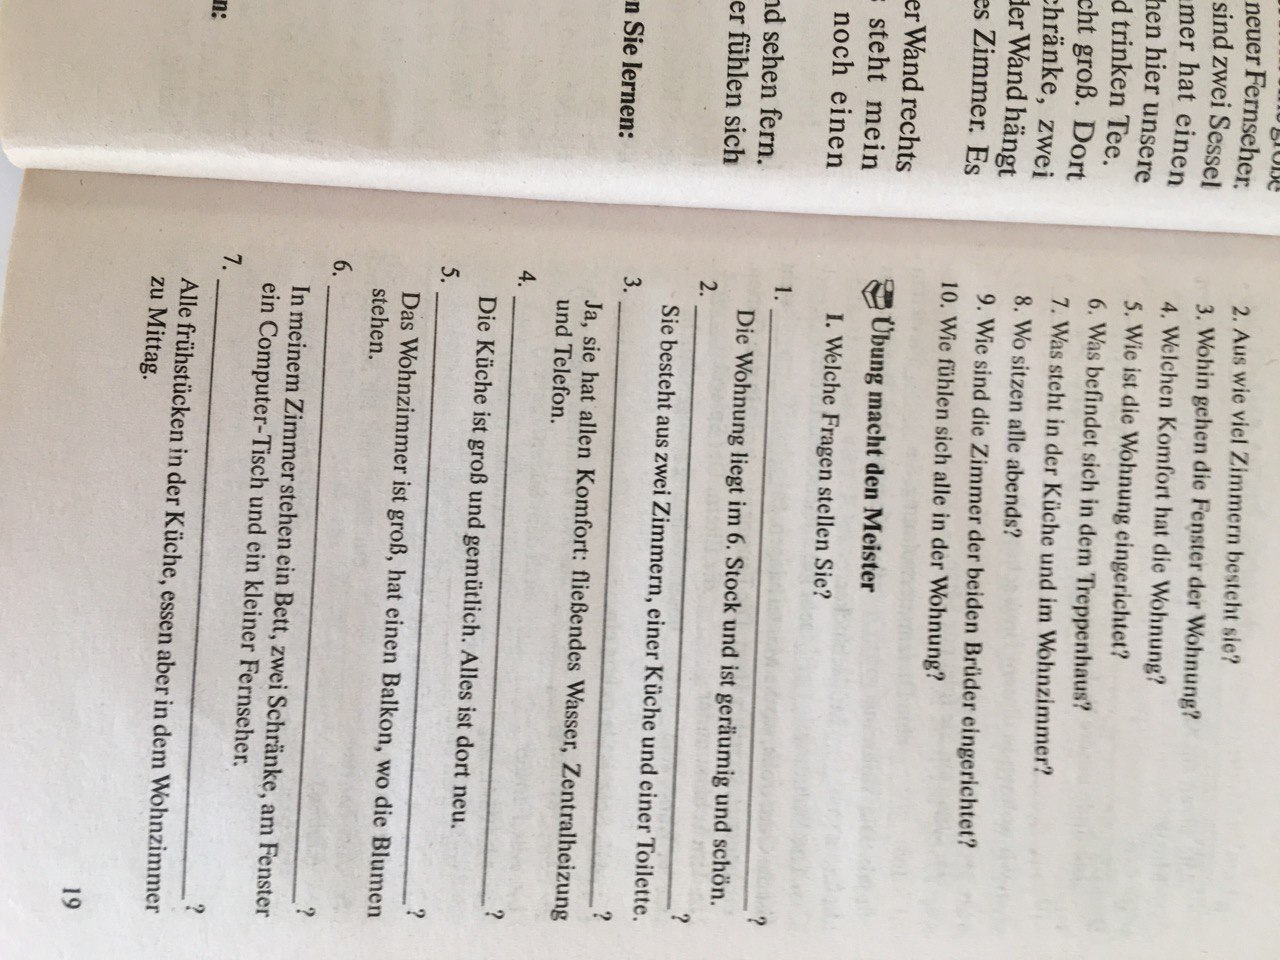 große
neuer Fernseher.
sind zwei Sessel
mer hat einen
hen hier unsere
d trinken Tee.
cht groß. Dort
chränke, zwei
der Wand hängt
es Zimmer. Es
er Wand rechts
steht mein
noch einen
nd sehen fern.
er fühlen sich
n Sie lernen:
n:
2. Aus wie viel Zimmern besteht sie?
3. Wohin gehen die Fenster der Wohnung?
4. Welchen Komfort hat die Wohnung?
5. Wie ist die Wohnung eingerichtet?
6. Was befindet sich in dem Treppenhaus?
7. Was steht in der Küche und im Wohnzimmer?
8. Wo sitzen alle abends?
9. Wie sind die Zimmer der beiden Brüder eingerichtet?
10. Wie fühlen sich alle in der Wohnung?
Übung macht den Meister
I. Welche Fragen stellen Sie?
1. ?
Die Wohnung liegt im 6. Stock und ist geräumig und schön.
2. ?
Sie besteht aus zwei Zimmern, einer Küche und einer Toilette.
3. ?
Ja, sie hat allen Komfort: fließendes Wasser, Zentralheizung
und Telefon.
4. ?
Die Küche ist groß und gemütlich. Alles ist dort neu.
5. ?
Das Wohnzimmer ist groß, hat einen Balkon, wo die Blumen
stehen.
6. ?
In meinem Zimmer stehen ein Bett, zwei Schränke, am Fenster
ein Computer-Tisch und ein kleiner Fernseher.
7. ?
Alle frühstücken in der Küche, essen aber in dem Wohnzimmer
zu Mittag.
19